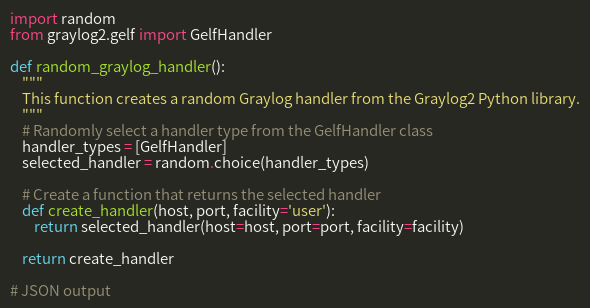 import random
from graylog2.gelf import GelfHandler
def random_graylog_handler():
"""
This function creates a random Graylog handler from the Graylog2 Python library.
"""
# Randomly select a handler type from the GelfHandler class
handler_types = [GelfHandler]
selected_handler = random.choice(handler_types)
# Create a function that returns the selected handler
def create_handler(host, port, facility='user'):
return selected_handler(host=host, port=port, facility=facility)
return create_handler
# JSON output